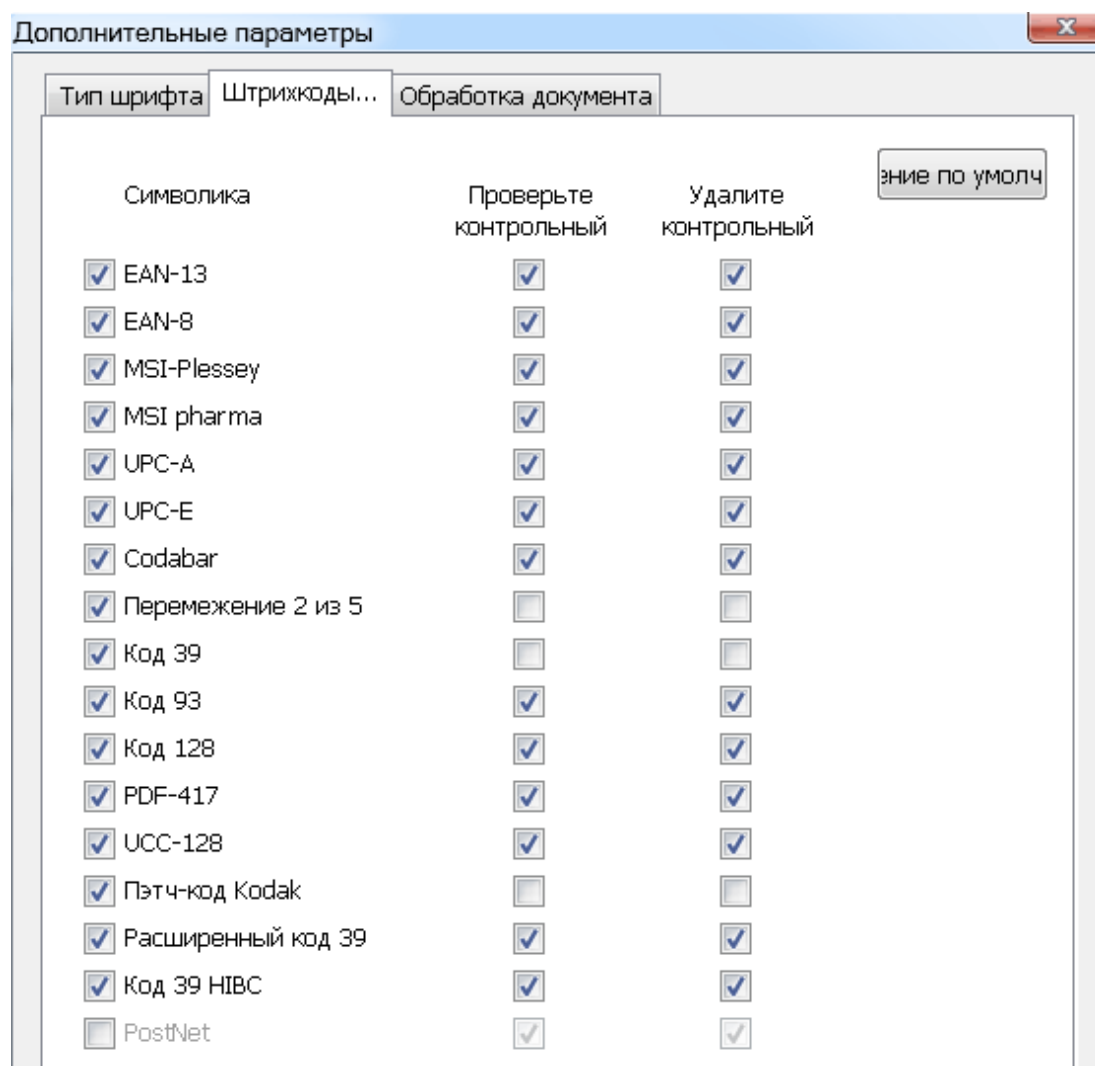 Дополнительные параметры
x
Тип шрифта Штрихкоды... Обработка документа
ение по умолч
Символика Проверьте Удалите
контрольный контрольный
EAN-13
EAN-8
MSI-Plessey
MSI pharma
UPC-A
UPC-E
Codabar
Перемежение 2 из 5
Код 39
Код 93
Код 128
PDF-417
UCC-128
Пэтч-код Kodak
Расширенный код 39
Код 39 HIBC
PostNet